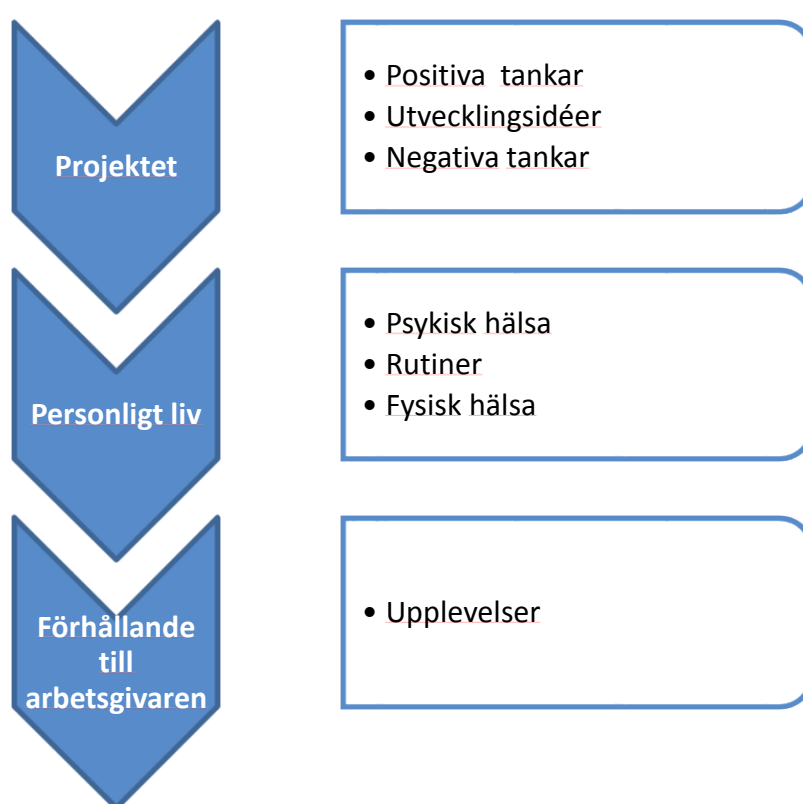 Projektet
• Positiva tankar
• Utvecklingsidéer
• Negativa tankar
Personligt liv
• Psykisk hälsa
• Rutiner
• Fysisk hälsa
Förhållande
till
arbetsgivaren
• Upplevelser